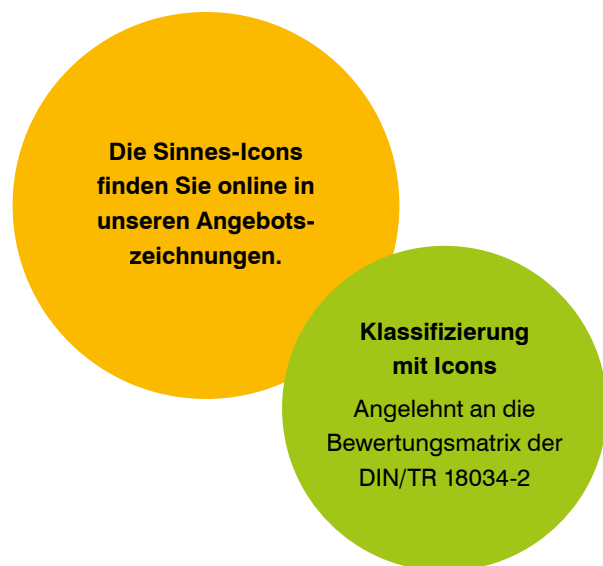 Die Sinnes-Icons
finden Sie online in
unseren Angebots-
zeichnungen.
Klassifizierung
mit Icons
Angelehnt an die
Bewertungsmatrix der
DIN/TR 18034-2